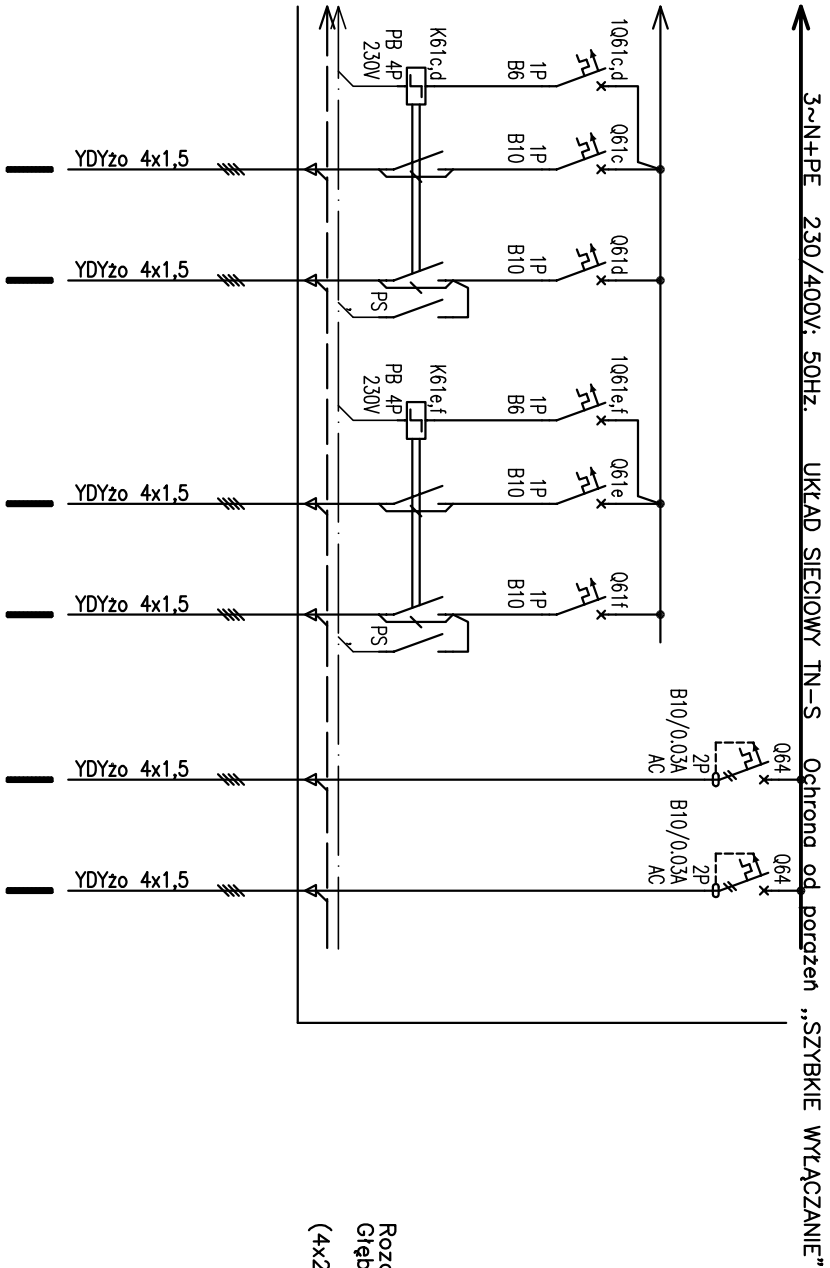 3~N+PE 230/400V; 50Hz. UKŁAD SIECIOWY TN-S Ochrona od porażeń „SZYBKIE WYŁĄCZANIE”
1Q61c,d
1P
B6
K61c,d
PB 4P
230V
Q61c
1P
B10
YDYżo 4x1,5
Q61d
1P
B10
PS
YDYżo 4x1,5
1Q61e,f
1P
B6
K61e,f
PB 4P
230V
Q61e
1P
B10
YDYżo 4x1,5
Q61f
1P
B10
PS
YDYżo 4x1,5
Q64
2P
B10/0.03A
AC
YDYżo 4x1,5
Q64
2P
B10/0.03A
AC
YDYżo 4x1,5
(4x2